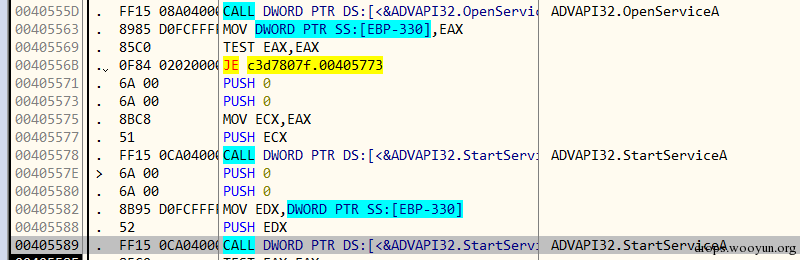 0040555D . FF15 08A04000 CALL DWORD PTR DS:[<&ADVAPI32.OpenServic ADVAPI32.OpenServiceA
00405563 . 8985 D0FCFFFF MOV DWORD PTR SS:[EBP-330],EAX
00405569 . 85C0 TEST EAX,EAX
0040556B . 0F84 02020000 JE c3d7807f.00405773
00405571 . 6A 00 PUSH 0
00405573 . 6A 00 PUSH 0
00405575 . 8BC8 MOV ECX,EAX
00405577 . 51 PUSH ECX
00405578 . FF15 0CA04000 CALL DWORD PTR DS:[<&ADVAPI32.StartServi ADVAPI32.StartServiceA
0040557E > 6A 00 PUSH 0
00405580 . 6A 00 PUSH 0
00405582 . 8B95 D0FCFFFF MOV EDX,DWORD PTR SS:[EBP-330]
00405588 . 52 PUSH EDX
00405589 . FF15 0CA04000 CALL DWORD PTR DS:[<&ADVAPI32.StartServi ADVAPI32.StartServiceA
drops.wooyun.org